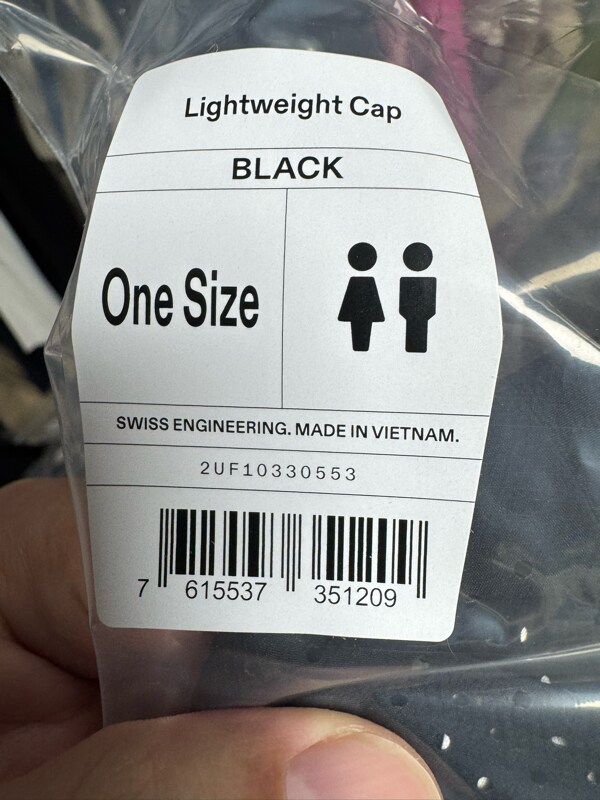 Lightweight Cap
BLACK
One Size
SWISS ENGINEERING. MADE IN VIETNAM.
2UF10330553
7 615537 351209